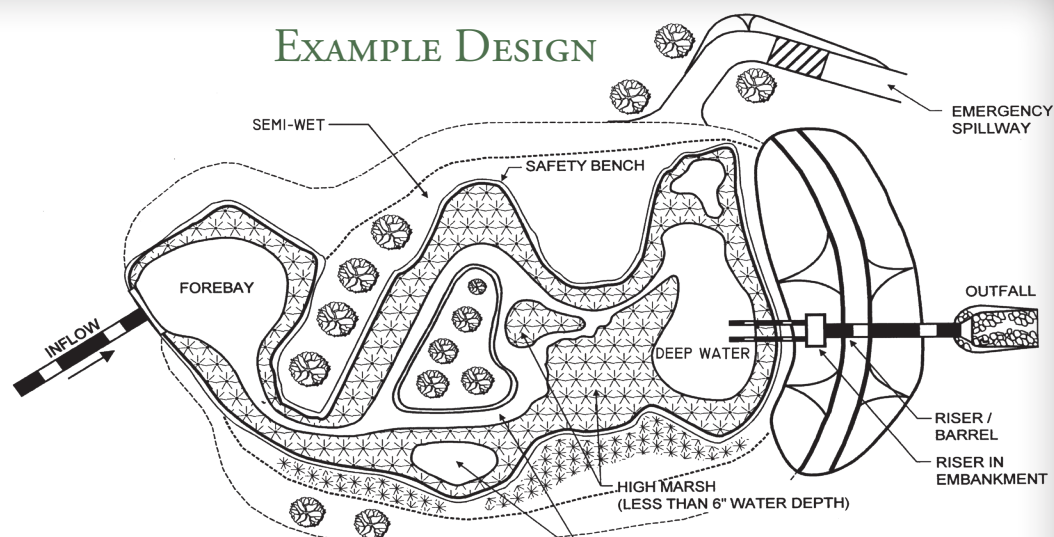 EXAMPLE DESIGN
EMERGENCY
SPILLWAY
SEMI-WET
SAFETY BENCH
FOREBAY
OUTFALL
INFLOW
DEEP WATER
RISER /
BARREL
RISER IN
EMBANKMENT
HIGH MARSH
(LESS THAN 6" WATER DEPTH)